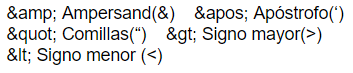 &amp; Ampersand(&) &apos; Apóstrofo(‘)
&quot; Comillas(“) &gt; Signo mayor(>)
&lt; Signo menor (<)